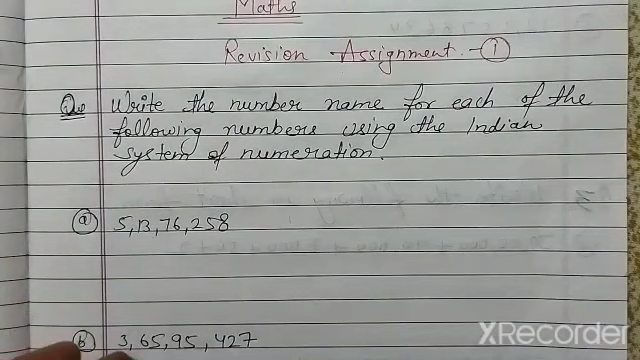 Maths
Revision Assignment - ①
Que Write the number name for each of the
following numbers using the Indian
system of numeration.
ⓐ 5,13,76,258
ⓑ 3,65,95,427
XRecorder